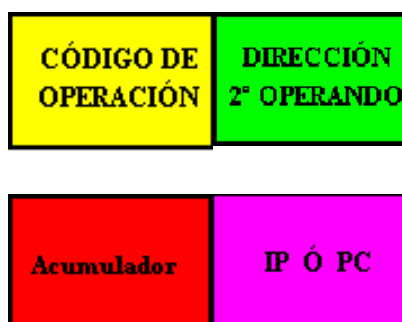 CÓDIGO DE
OPERACIÓN
DIRECCIÓN
2º OPERANDO
Acumulador
IP Ó PC